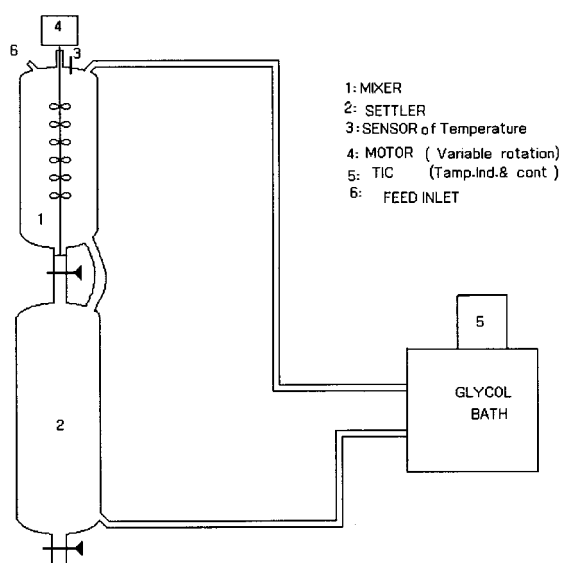 4
6
3
1: MIXER
2: SETTLER
3: SENSOR of Temperature
4: MOTOR ( Variable rotation)
5: TIC (Tamp.Ind.& cont )
6: FEED INLET
1
5
GLYCOL
BATH
2